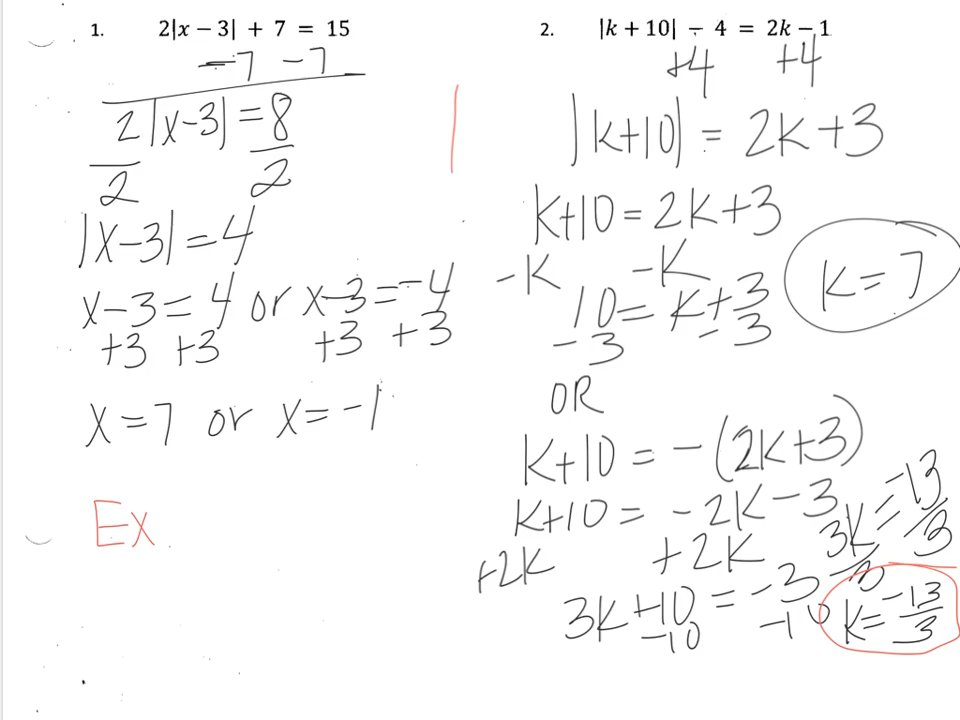 1. 2|x − 3| + 7 = 15
−7 −7
2|x-3| = 8
2 2
|x-3| = 4
x-3 = 4 or x-3 = -4
+3 +3 +3 +3
x = 7 or x = -1
Ex
2. |k + 10| − 4 = 2k − 1
+4 +4
|k+10| = 2k+3
k+10 = 2k+3
-k -k
10 = k+3
-3 -3
k = 7
OR
k+10 = -(2k+3)
k+10 = -2k-3
+2k +2k
3k+10 = -3
-10 -10
3k = -13
3 3
k = -13/3